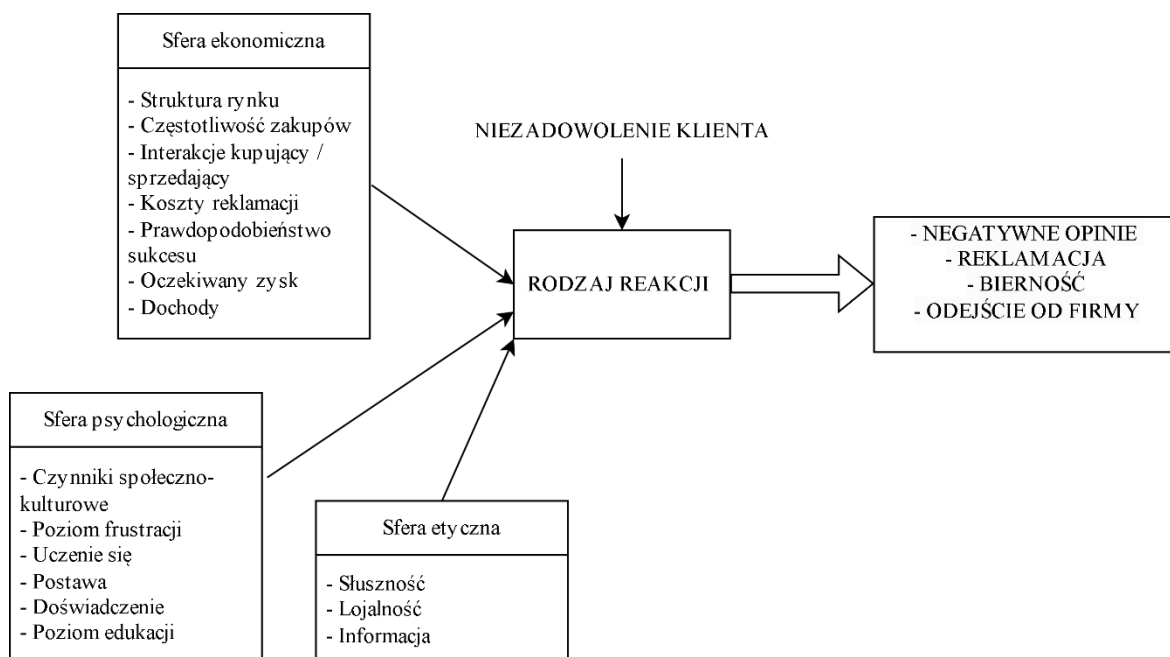 Sfera ekonomiczna
- Struktura rynku
- Częstotliwość zakupów
- Interakcje kupujący /
sprzedający
- Koszty reklamacji
- Prawdopodobieństwo
sukcesu
- Oczekiwany zysk
- Dochody
NIEZADOWOLENIE KLIENTA
RODZAJ REAKCJI
- NEGATYWNE OPINIE
- REKLAMACJA
- BIERNOŚĆ
- ODEJŚCIE OD FIRMY
Sfera psychologiczna
- Czynniki społeczno-
kulturowe
- Poziom frustracji
- Uczenie się
- Postawa
- Doświadczenie
- Poziom edukacji
Sfera etyczna
- Słuszność
- Lojalność
- Informacja